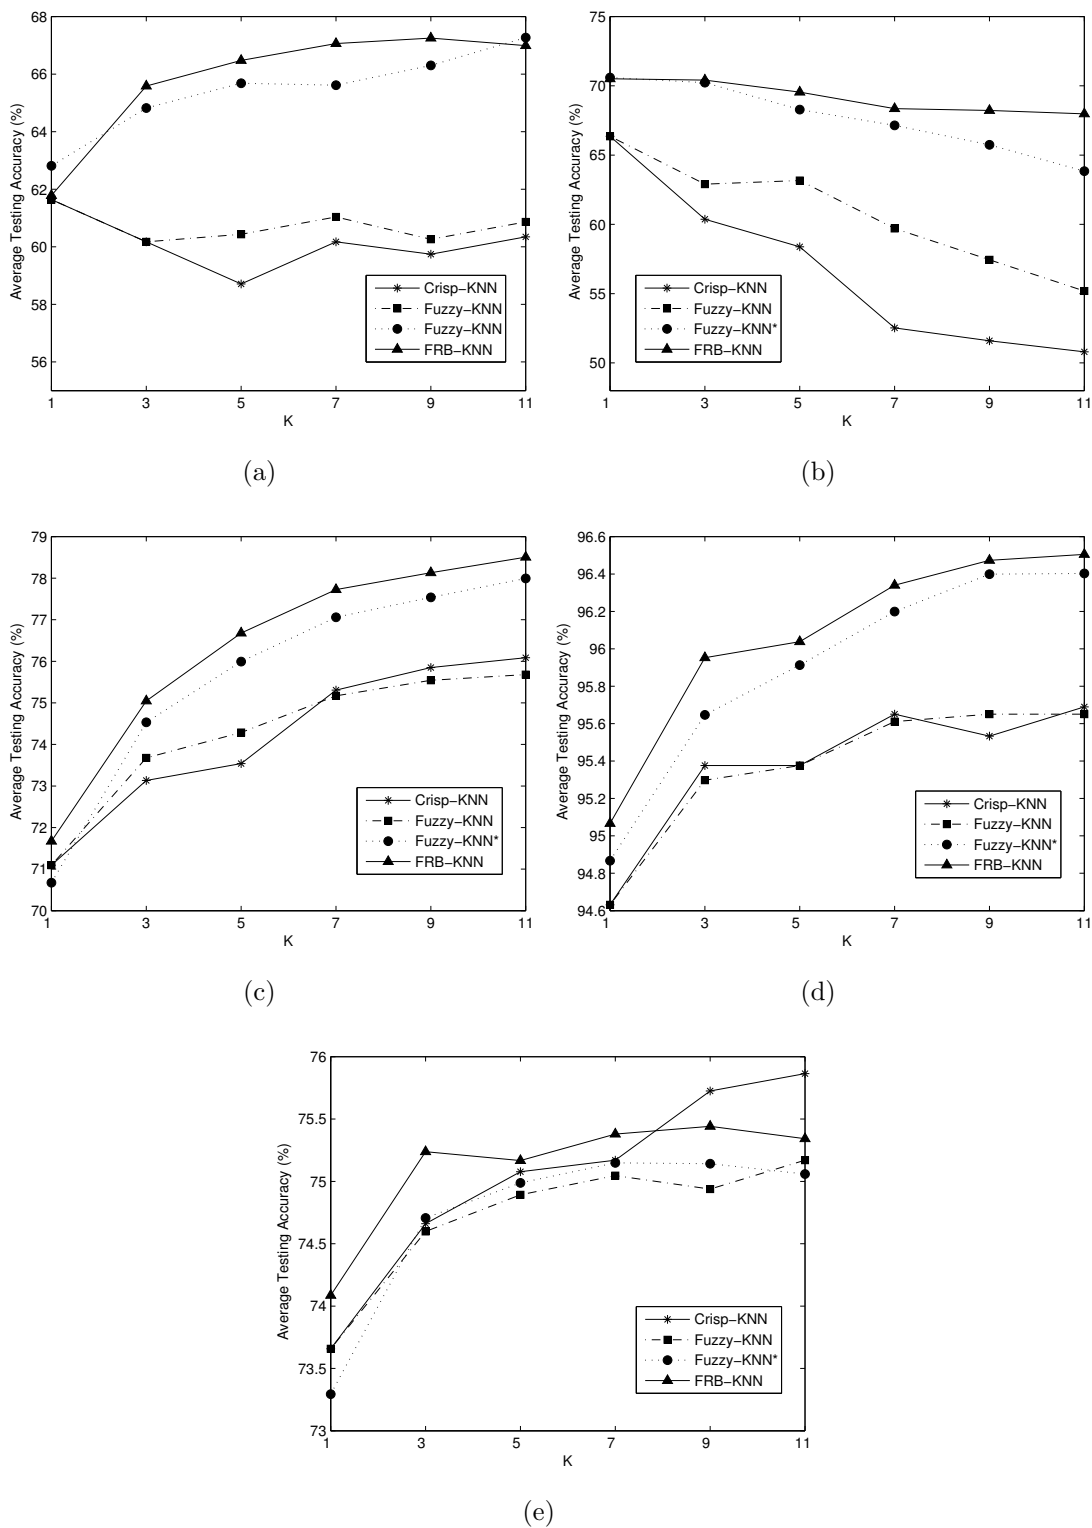 68
66
64
62
60
58
56
Average Testing Accuracy (%)
1 3 5 7 9 11
K
Crisp−KNN
Fuzzy−KNN
Fuzzy−KNN
FRB−KNN
(a)
75
70
65
60
55
50
Average Testing Accuracy (%)
1 3 5 7 9 11
K
Crisp−KNN
Fuzzy−KNN
Fuzzy−KNN*
FRB−KNN
(b)
79
78
77
76
75
74
73
72
71
70
Average Testing Accuracy (%)
1 3 5 7 9 11
K
Crisp−KNN
Fuzzy−KNN
Fuzzy−KNN*
FRB−KNN
(c)
96.6
96.4
96.2
96
95.8
95.6
95.4
95.2
95
94.8
94.6
Average Testing Accuracy (%)
1 3 5 7 9 11
K
Crisp−KNN
Fuzzy−KNN
Fuzzy−KNN*
FRB−KNN
(d)
76
75.5
75
74.5
74
73.5
73
Average Testing Accuracy (%)
1 3 5 7 9 11
K
Crisp−KNN
Fuzzy−KNN
Fuzzy−KNN*
FRB−KNN
(e)